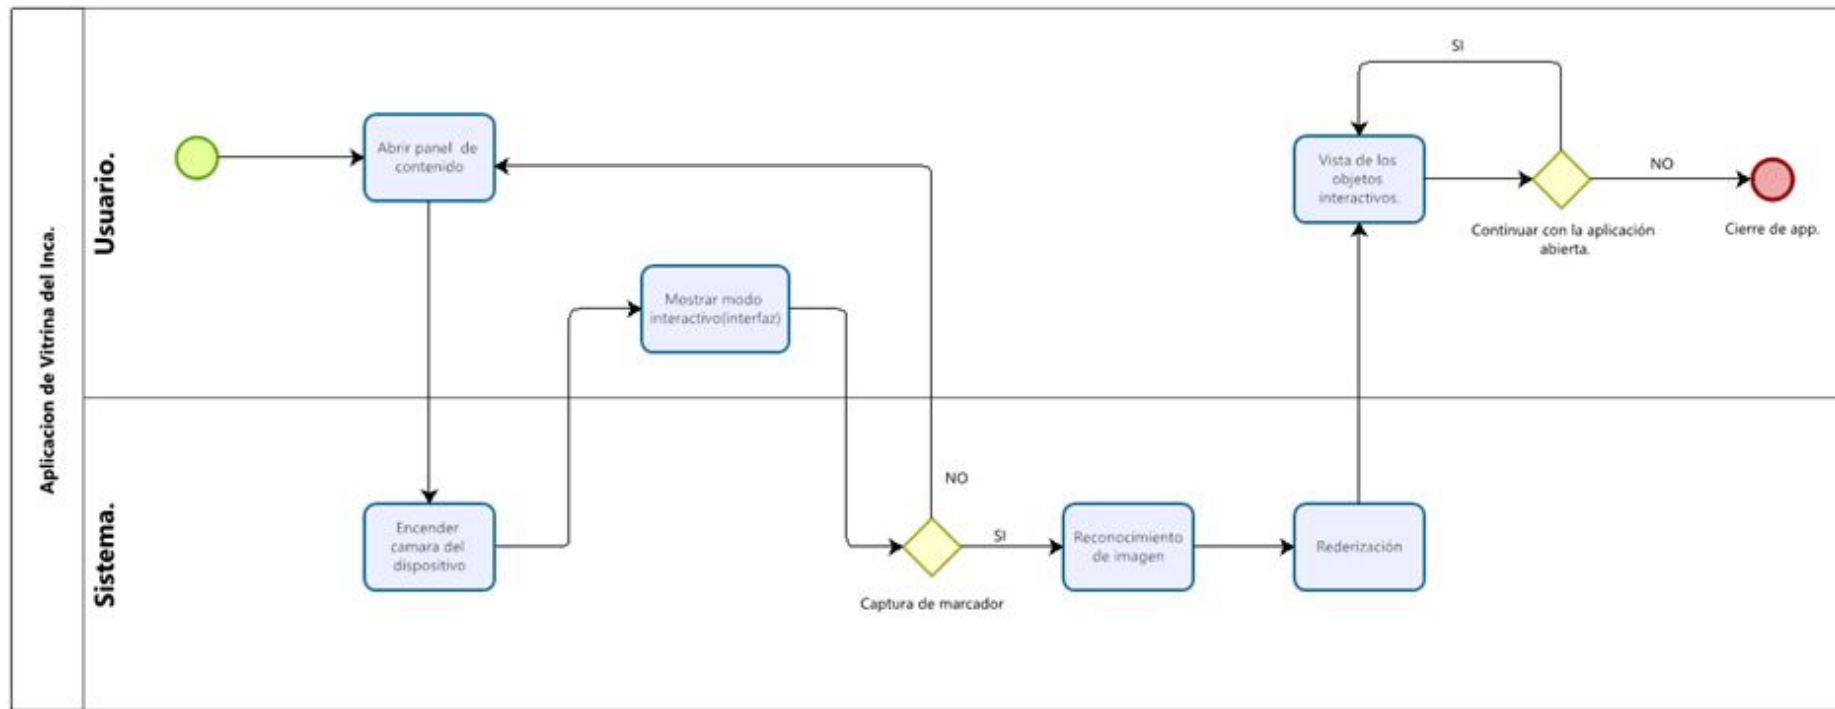 Aplicacion de Vitrina del Inca.
Usuario.
Abrir panel de
contenido
Mostrar modo
interactivo(interfaz)
SI
Vista de los
objetos
interactivos.
NO
Continuar con la aplicación
abierta.
Cierre de app.
Sistema.
Encender
camara del
dispositivo
NO
SI
Captura de marcador
Reconocimiento
de imagen
Rederización